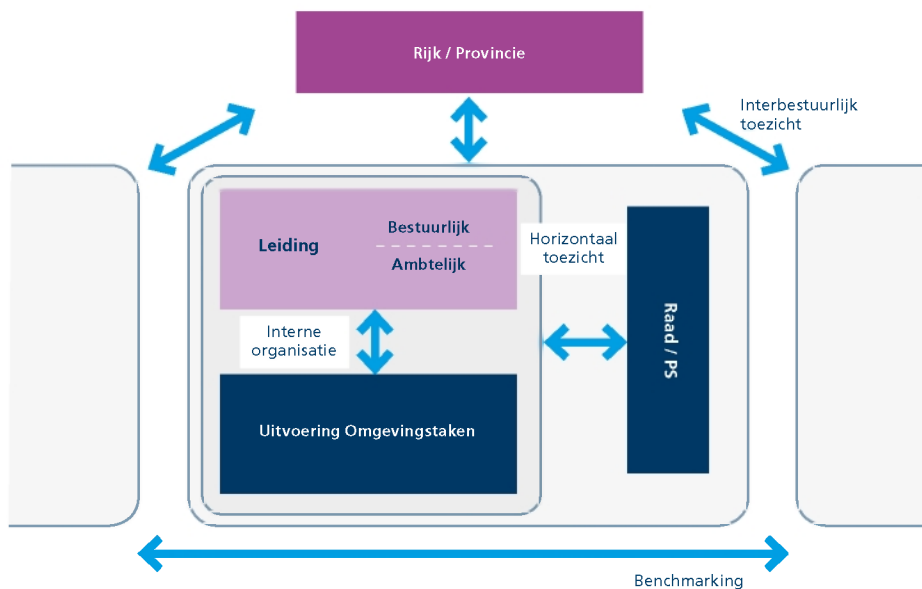 Rijk / Provincie
Interbestuurlijk
toezicht
Leiding
Bestuurlijk
Ambtelijk
Horizontaal
toezicht
Interne
organisatie
Raad / PS
Uitvoering Omgevingstaken
Benchmarking